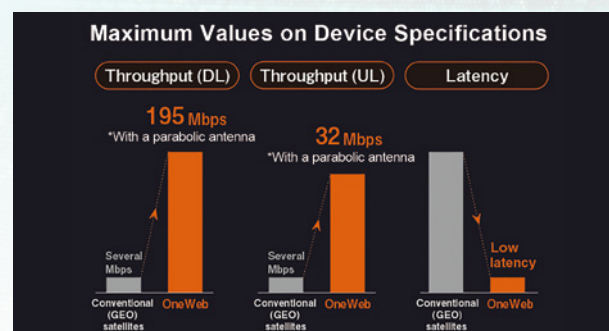 Maximum Values on Device Specifications
Throughput (DL)
Throughput (UL)
Latency
195 Mbps
*With a parabolic antenna
32 Mbps
*With a parabolic antenna
Several
Mbps
Several
Mbps
Low
latency
Conventional
(GEO)
satellites
OneWeb
Conventional
(GEO)
satellites
OneWeb
Conventional
(GEO)
satellites
OneWeb